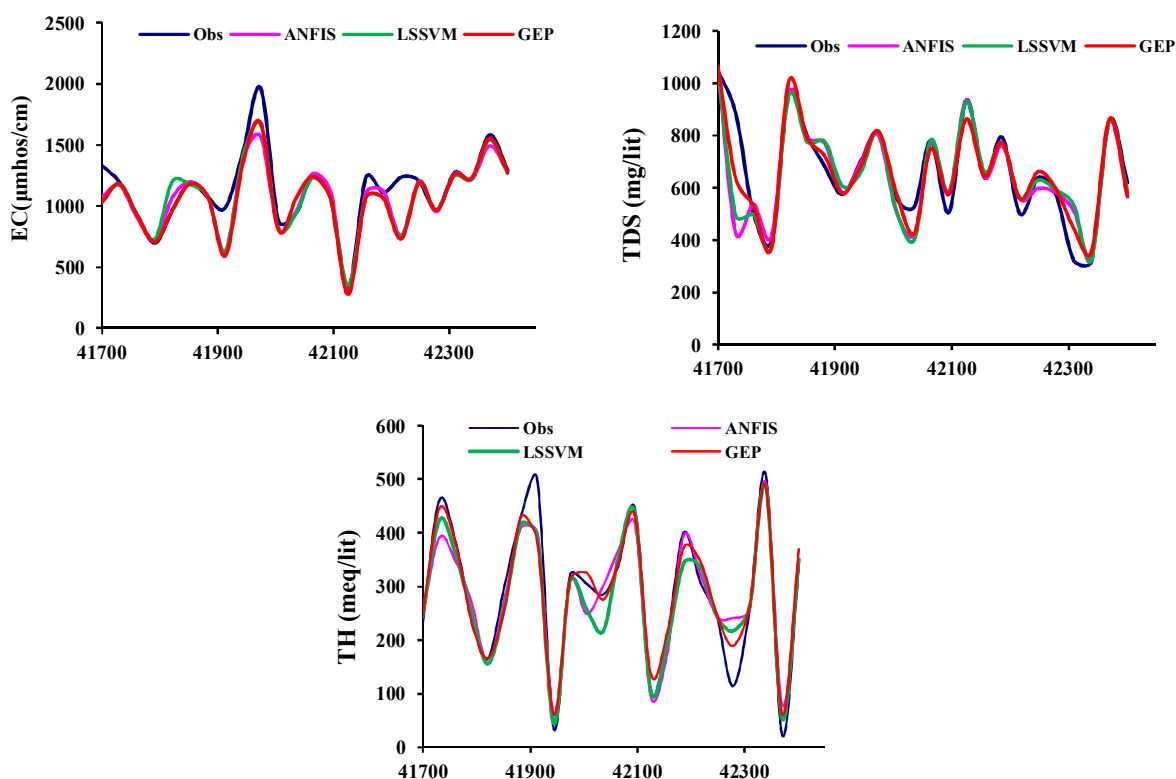 2500
2000
1500
1000
500
0
EC(μmhos/cm)
Obs ANFIS LSSVM GEP
41700 41900 42100 42300
1200
1000
800
600
400
200
0
TDS (mg/lit)
Obs ANFIS LSSVM GEP
41700 41900 42100 42300
600
500
400
300
200
100
0
TH (meq/lit)
Obs ANFIS
LSSVM GEP
41700 41900 42100 42300